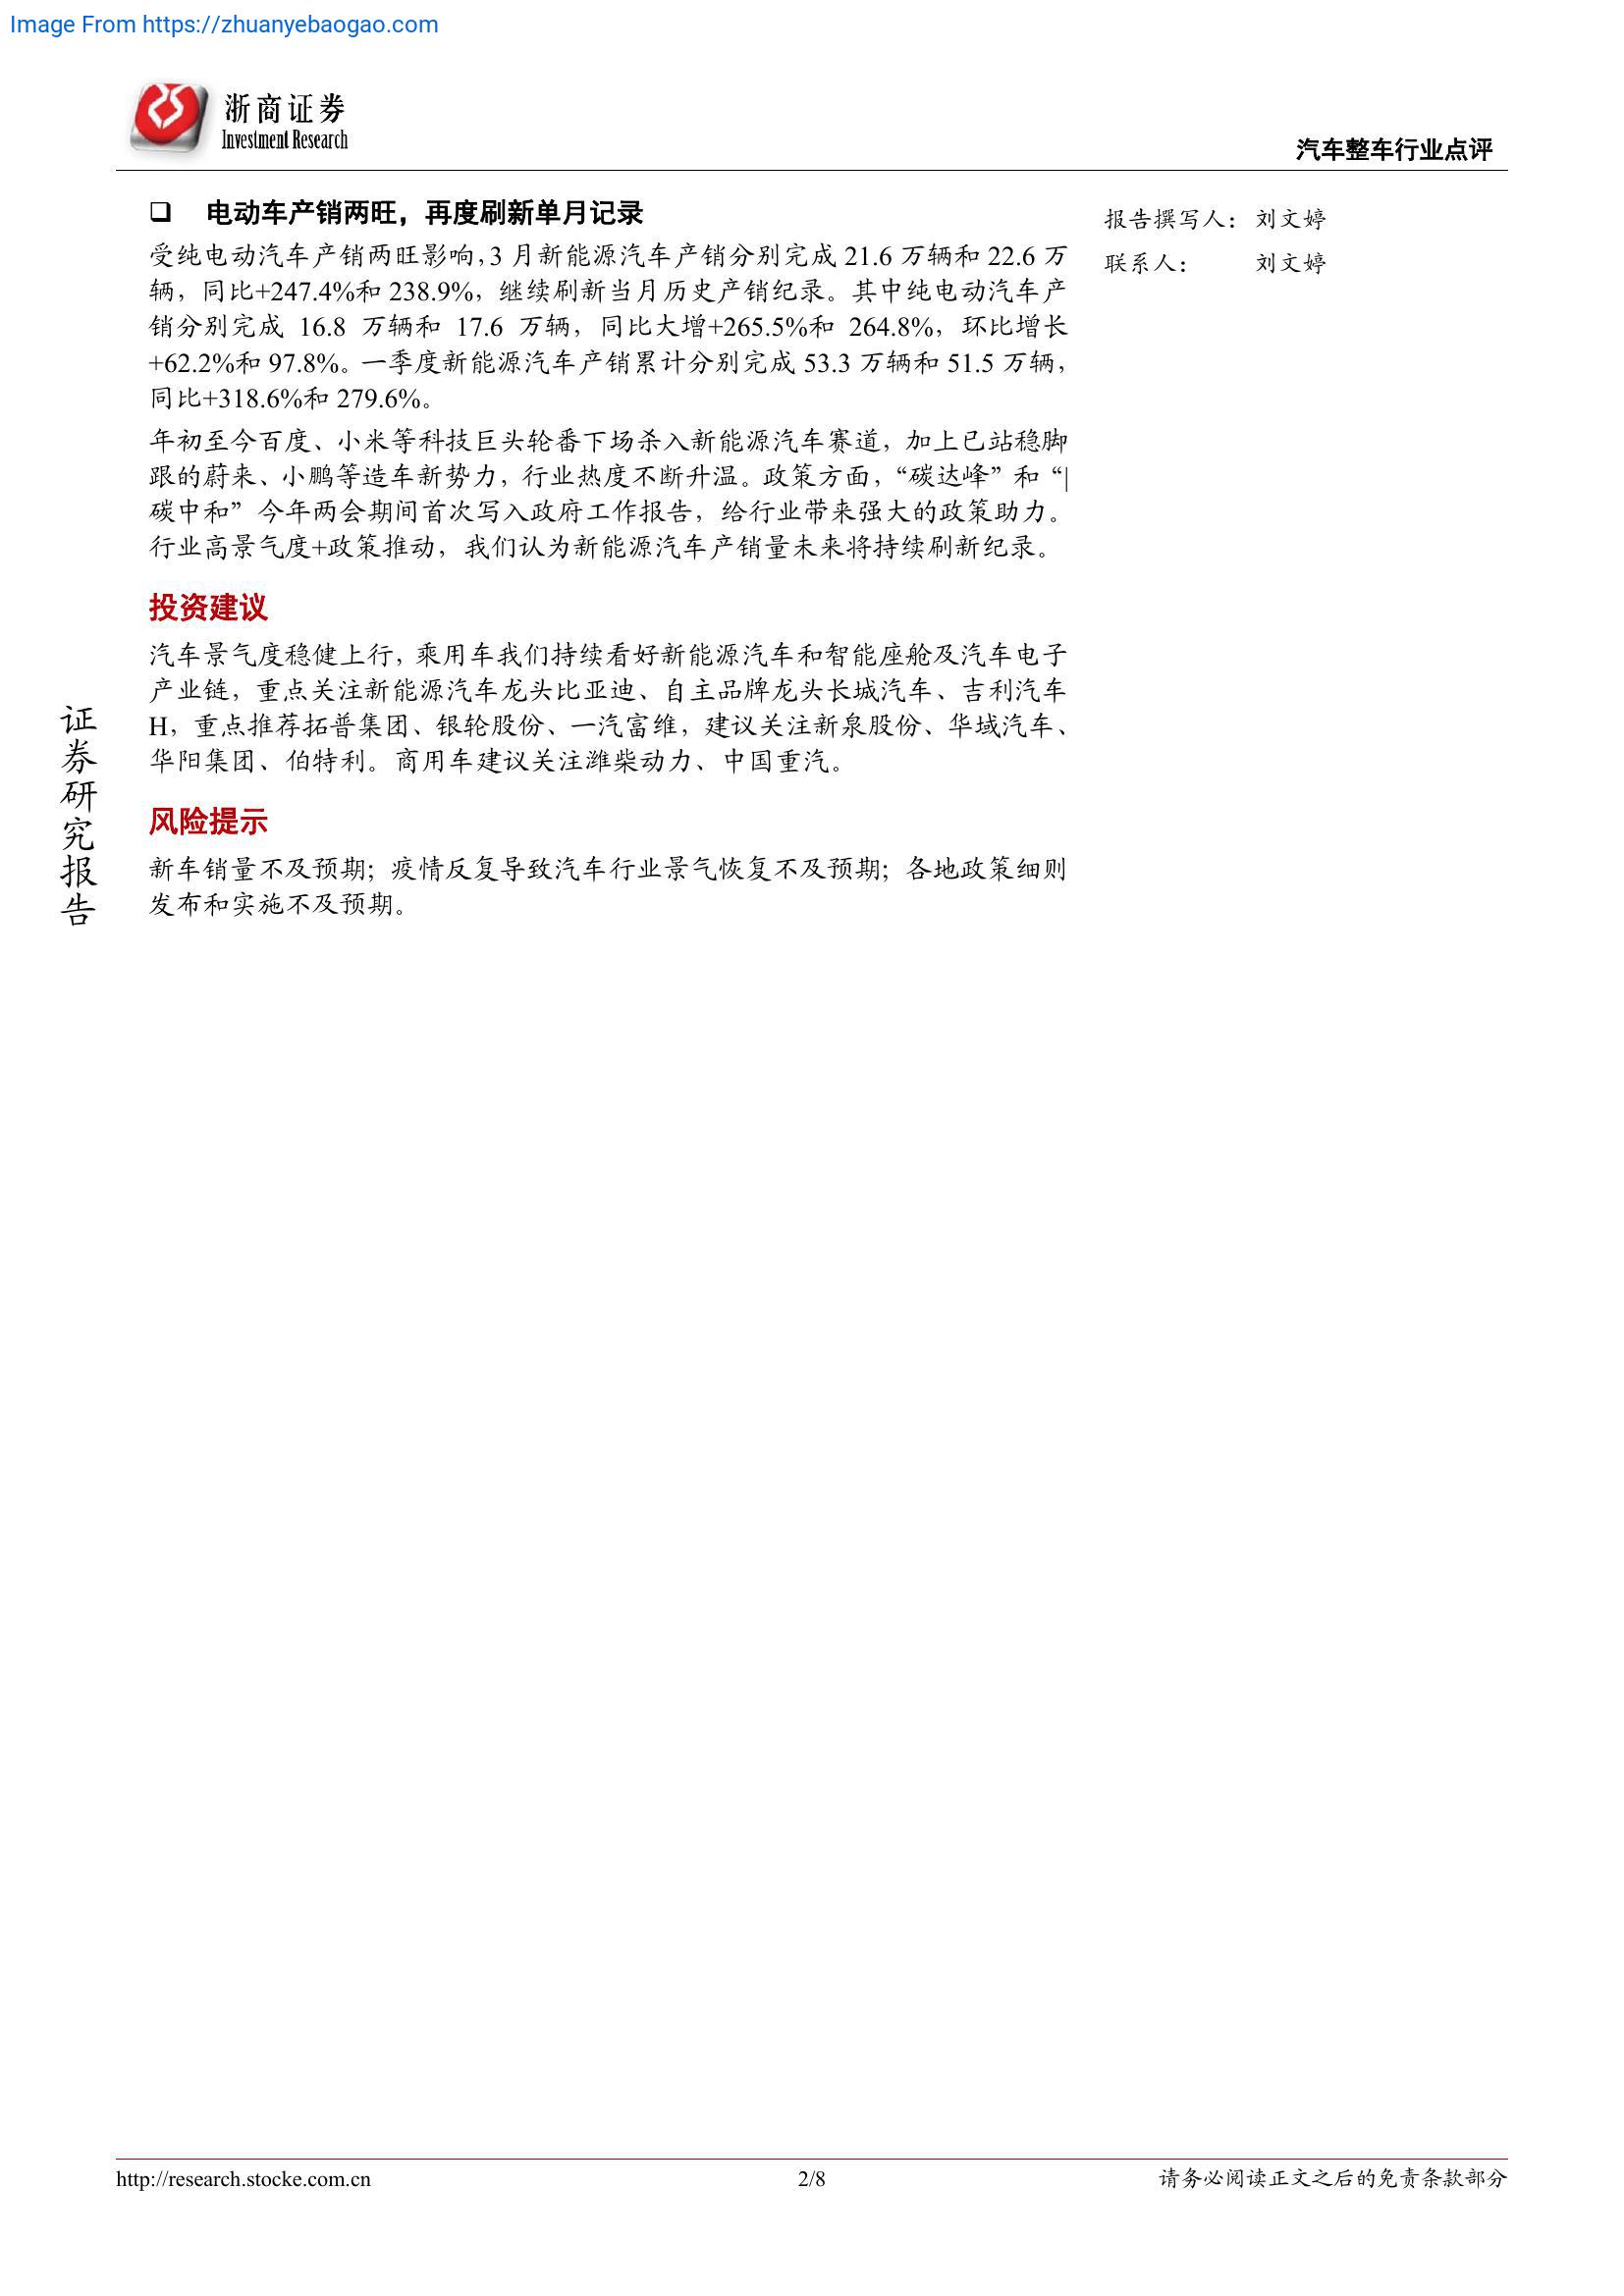 Image From https://zhuanyebaogao.com
浙商证券
Investment Research
汽车整车行业点评
电动车产销两旺，再度刷新单月记录
受纯电动汽车产销两旺影响，3 月新能源汽车产销分别完成 21.6 万辆和 22.6 万
辆，同比+247.4%和 238.9%，继续刷新当月历史产销纪录。其中纯电动汽车产
销分别完成 16.8 万辆和 17.6 万辆，同比大增+265.5%和 264.8%，环比增长
+62.2%和 97.8%。一季度新能源汽车产销累计分别完成 53.3 万辆和 51.5 万辆，
同比+318.6%和 279.6%。
年初至今百度、小米等科技巨头轮番下场杀入新能源汽车赛道，加上已站稳脚
跟的蔚来、小鹏等造车新势力，行业热度不断升温。政策方面，“碳达峰”和“|
碳中和”今年两会期间首次写入政府工作报告，给行业带来强大的政策助力。
行业高景气度+政策推动，我们认为新能源汽车产销量未来将持续刷新纪录。
投资建议
汽车景气度稳健上行，乘用车我们持续看好新能源汽车和智能座舱及汽车电子
产业链，重点关注新能源汽车龙头比亚迪、自主品牌龙头长城汽车、吉利汽车
H，重点推荐拓普集团、银轮股份、一汽富维，建议关注新泉股份、华域汽车、
华阳集团、伯特利。商用车建议关注潍柴动力、中国重汽。
风险提示
新车销量不及预期；疫情反复导致汽车行业景气恢复不及预期；各地政策细则
发布和实施不及预期。
报告撰写人： 刘文婷
联系人： 刘文婷
证券研究报告
http://research.stocke.com.cn
2/8
请务必阅读正文之后的免责条款部分